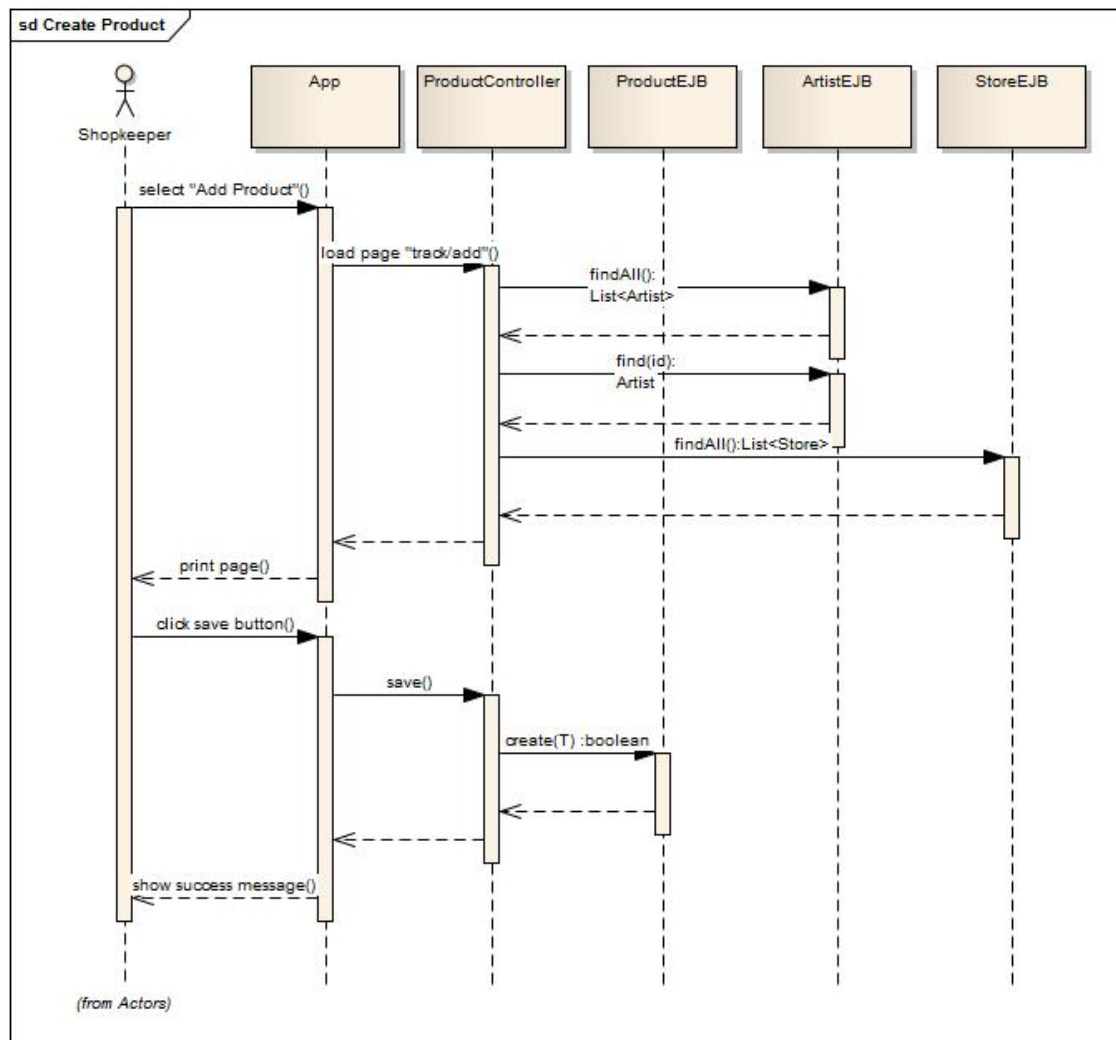 sd Create Product
Shopkeeper
App
ProductController
ProductEJB
ArtistEJB
StoreEJB
select "Add Product"()
load page "track/add"()
findAll():
List<Artist>
find(id):
Artist
findAll():List<Store>
print page()
click save button()
save()
create(T) :boolean
show success message()
(from Actors)